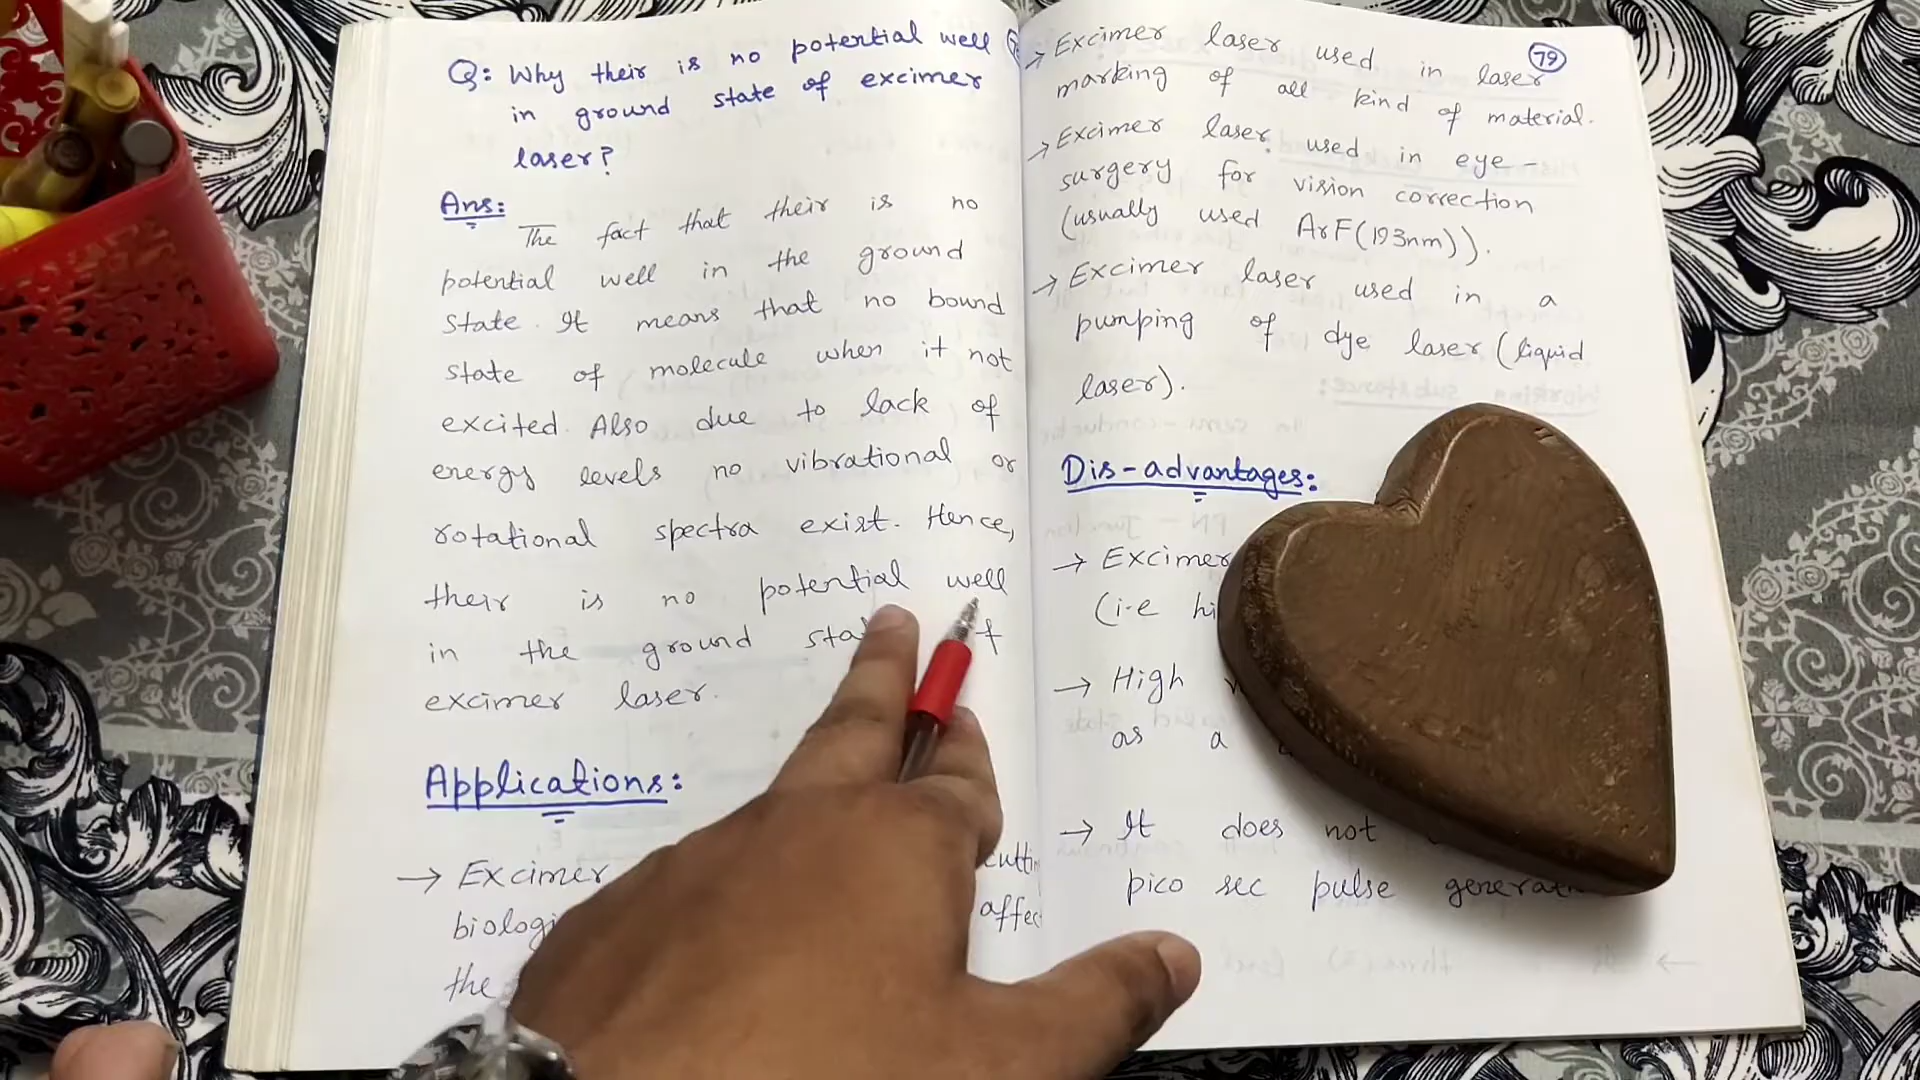 Q: Why their is no potential well
in ground state of excimer
laser?
Ans:
The fact that their is no
potential well in the ground
state. It means that no bound
state of molecule when it not
excited. Also due to lack of
energy levels no vibrational or
rotational spectra exist. Hence,
their is no potential well
in the ground
excimer laser.
Applications:
→ Excimer cutti
biologi affec
the
79
→ Excimer laser used in laser
marking of all kind of material.
→ Excimer laser used in eye-
surgery for vision correction
(usually used ArF(193nm)).
→ Excimer laser used in a
pumping of dye laser (liquid
laser).
Dis-advantages:
→ Excimer
(i-e hi
→ High
as a
→ It does not
pico sec pulse generat